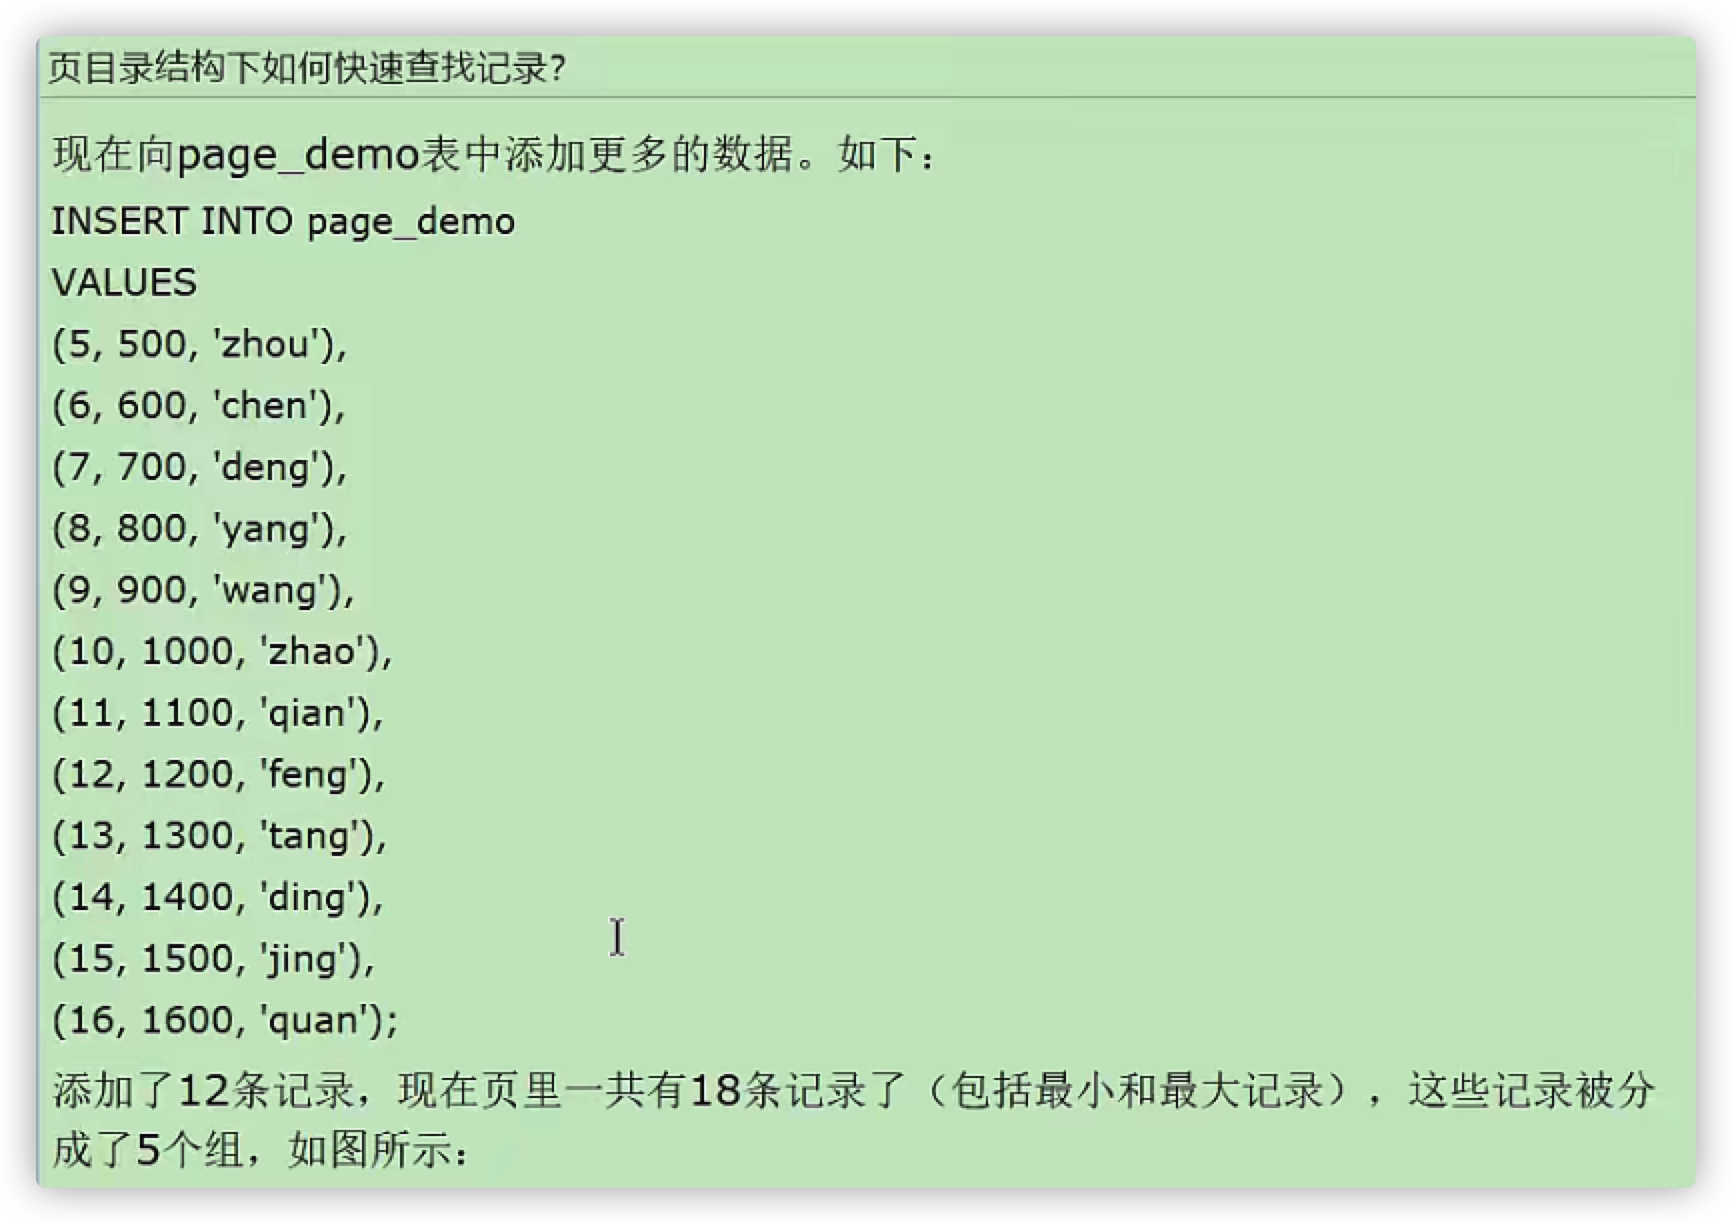 页目录结构下如何快速查找记录?
现在向page_demo表中添加更多的数据。如下：
INSERT INTO page_demo
VALUES
(5, 500, 'zhou'),
(6, 600, 'chen'),
(7, 700, 'deng'),
(8, 800, 'yang'),
(9, 900, 'wang'),
(10, 1000, 'zhao'),
(11, 1100, 'qian'),
(12, 1200, 'feng'),
(13, 1300, 'tang'),
(14, 1400, 'ding'),
(15, 1500, 'jing'),
(16, 1600, 'quan');
添加了12条记录，现在页里一共有18条记录了（包括最小和最大记录），这些记录被分
成了5个组，如图所示：